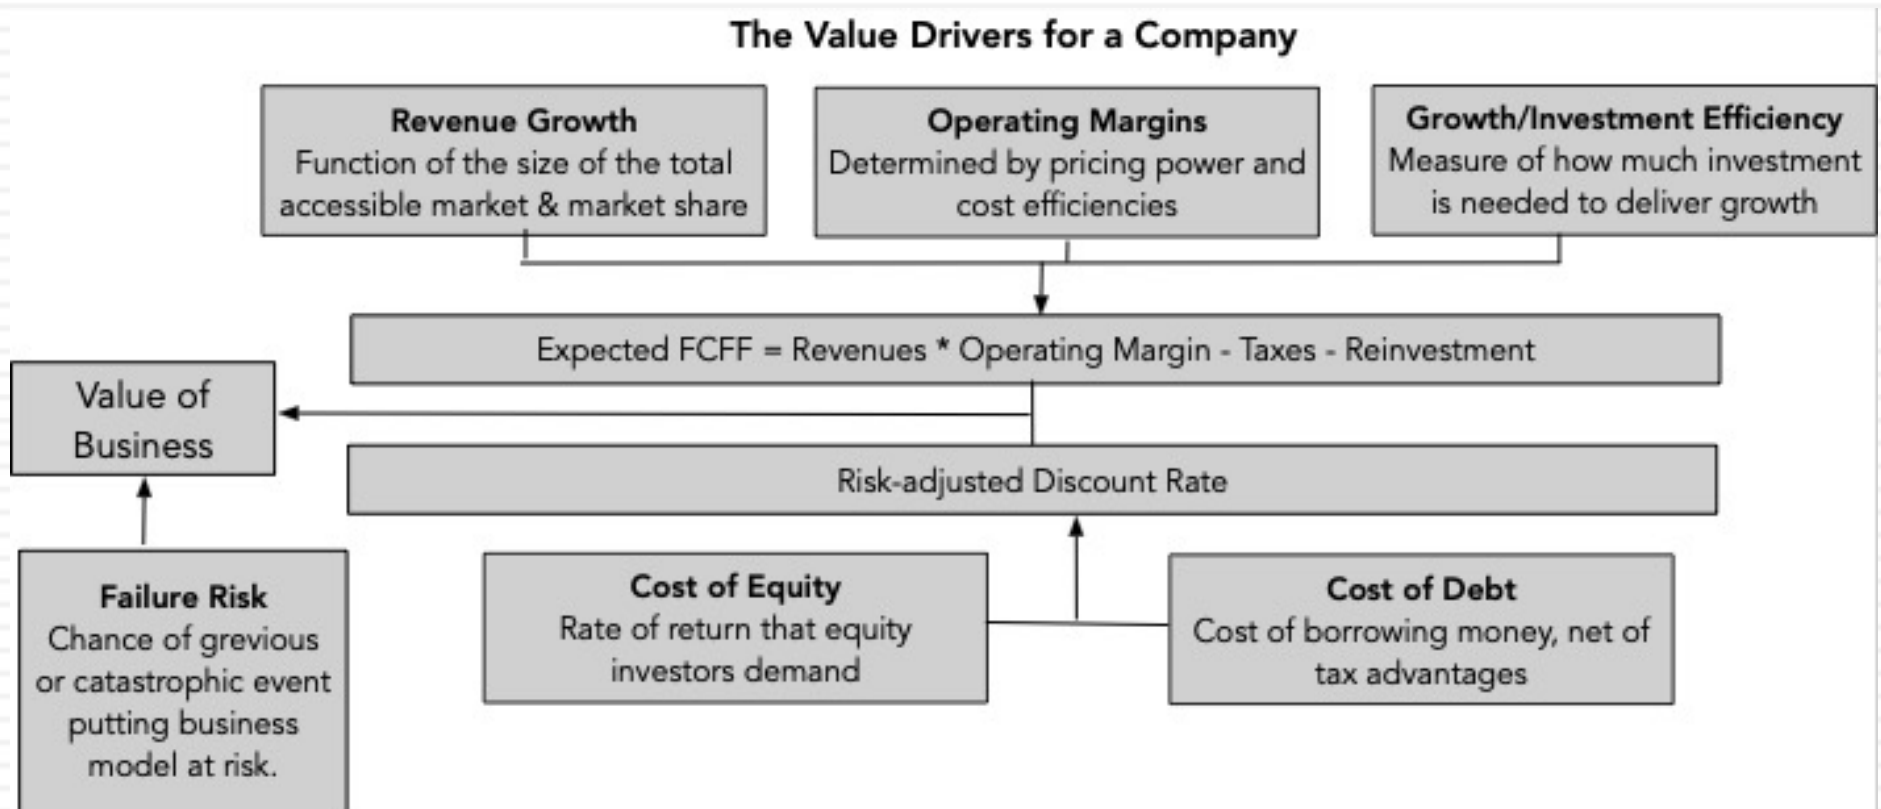 The Value Drivers for a Company
Revenue Growth
Function of the size of the total
accessible market & market share
Operating Margins
Determined by pricing power and
cost efficiencies
Growth/Investment Efficiency
Measure of how much investment
is needed to deliver growth
Expected FCFF = Revenues * Operating Margin - Taxes - Reinvestment
Value of
Business
Risk-adjusted Discount Rate
Failure Risk
Chance of grevious
or catastrophic event
putting business
model at risk.
Cost of Equity
Rate of return that equity
investors demand
Cost of Debt
Cost of borrowing money, net of
tax advantages